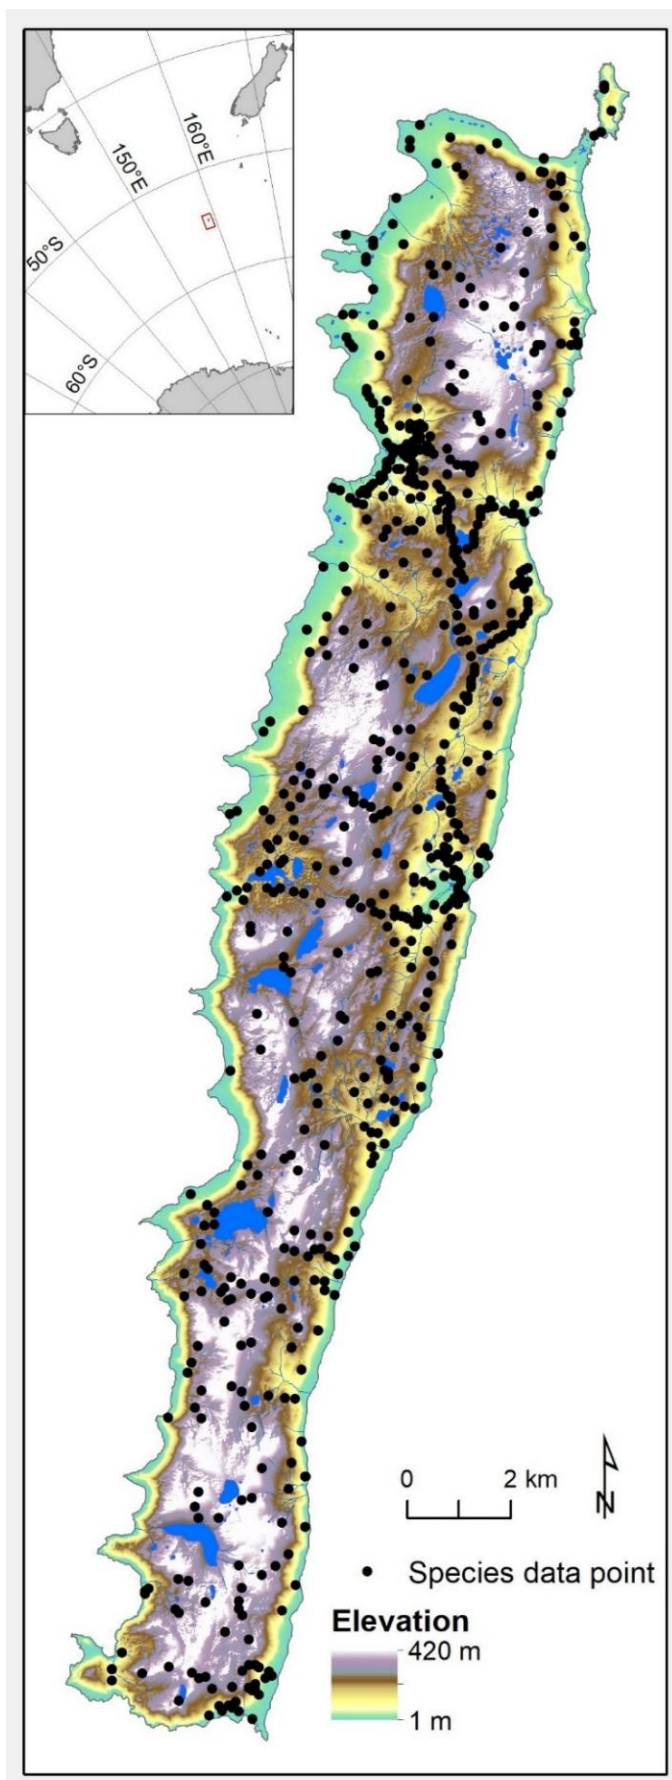 150°E
160°E
50°S
60°S
0 2 km
N
Species data point
Elevation
420 m
1 m